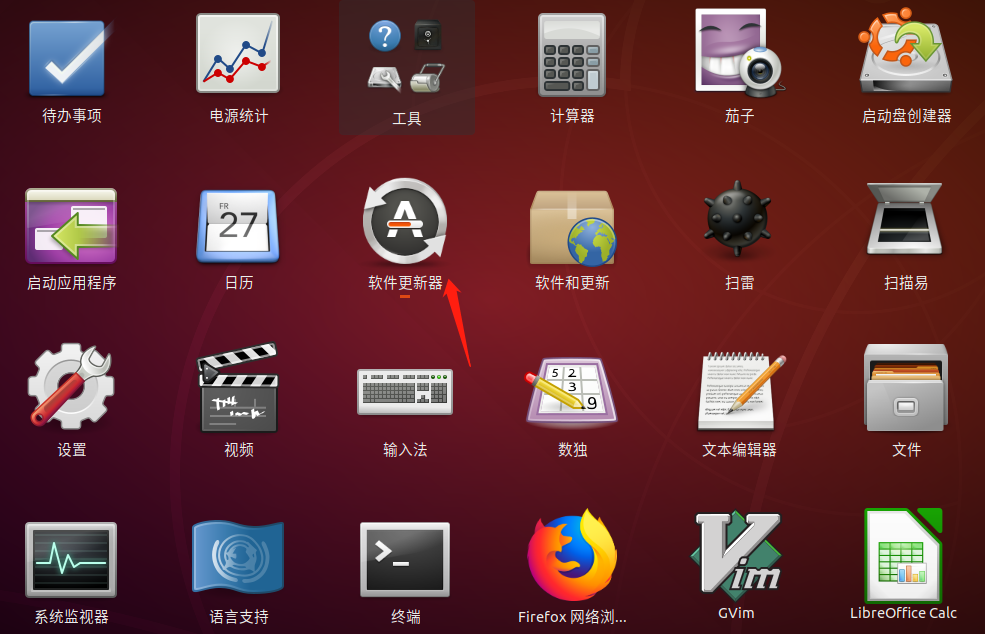 待办事项
电源统计
工具
计算器
茄子
启动盘创建器
启动应用程序
FR
27
日历
A
软件更新器
软件和更新
扫雷
扫描易
设置
视频
输入法
5 2
3
9
数独
文本编辑器
文件
系统监视器
语言支持
>_
终端
Firefox 网络浏...
Vim
GVim
LibreOffice Calc